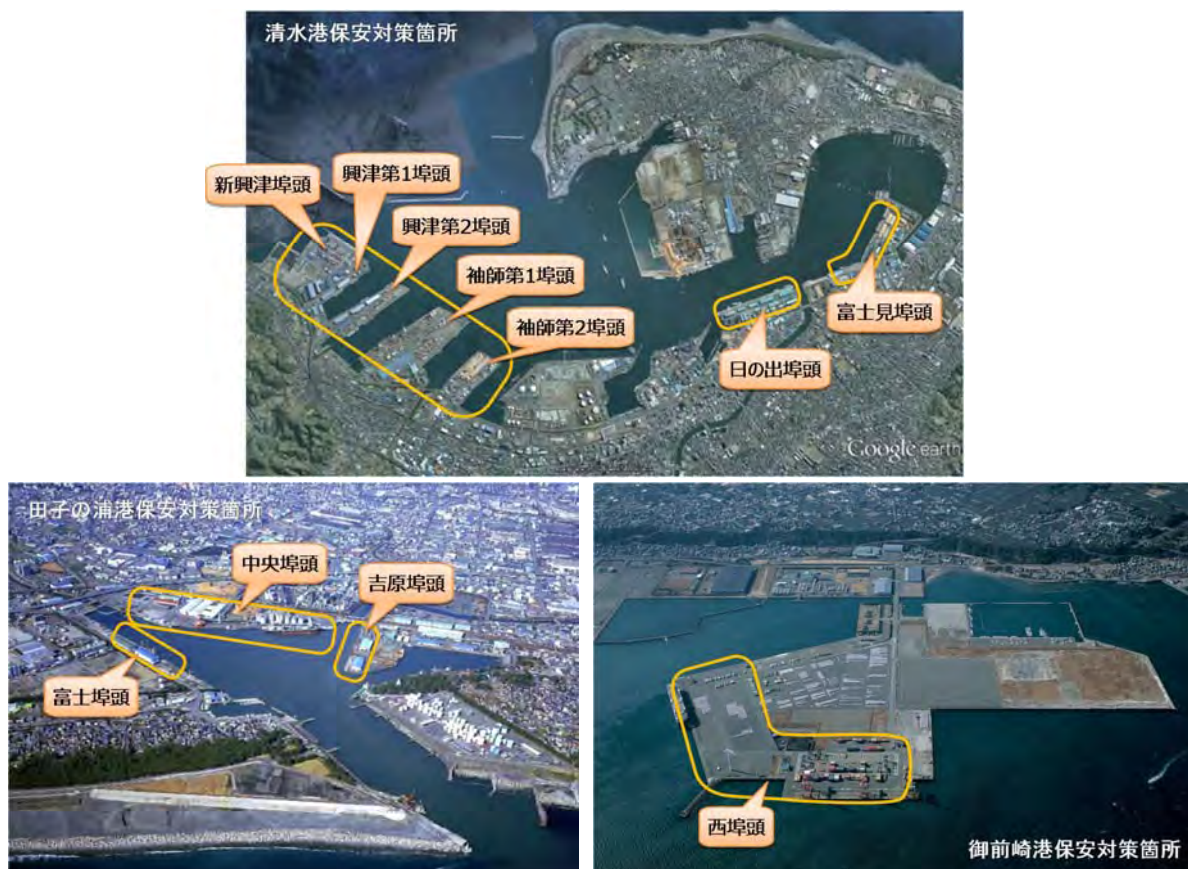 清水港保安対策箇所
新興津埠頭
興津第1埠頭
興津第2埠頭
袖師第1埠頭
袖師第2埠頭
日の出埠頭
富士見埠頭
Google earth
田子の浦港保安対策箇所
中央埠頭
吉原埠頭
富士埠頭
西埠頭
御前崎港保安対策箇所